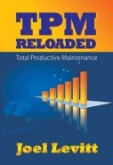 TPM
RELOADED
Total Productive Maintenance
Joel Levitt